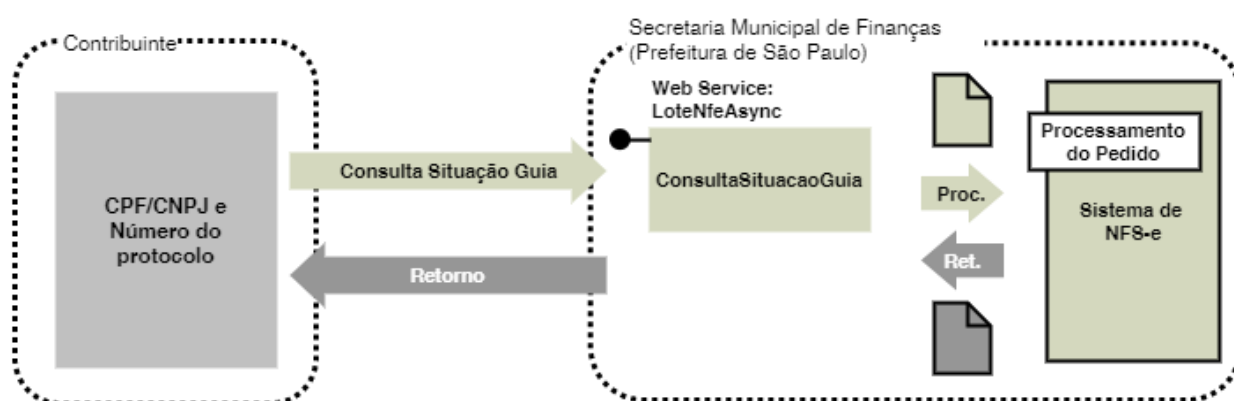 Contribuinte
CPF/CNPJ e
Número do
protocolo
Consulta Situação Guia
Retorno
Secretaria Municipal de Finanças
(Prefeitura de São Paulo)
Web Service:
LoteNfeAsync
ConsultaSituacaoGuia
Proc.
Ret.
Processamento
do Pedido
Sistema de
NFS-e